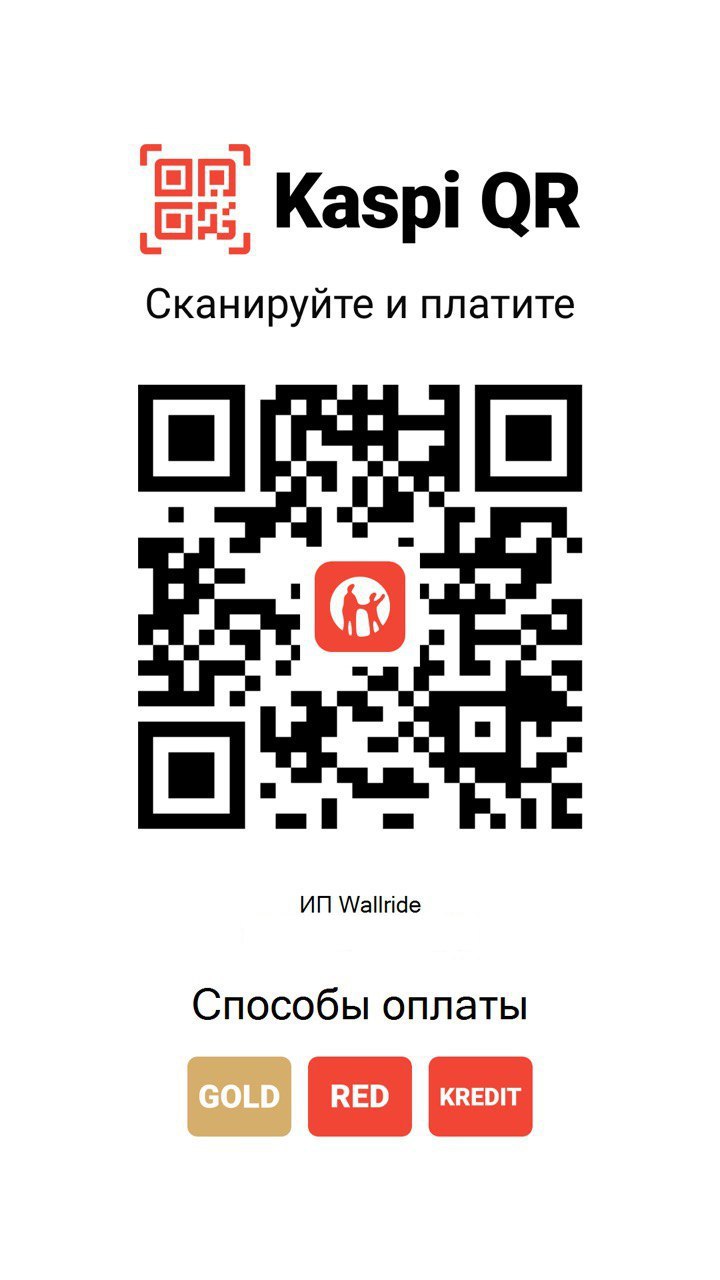 Kaspi QR
Сканируйте и платите
ИП Wallride
Способы оплаты
GOLD RED KREDIT